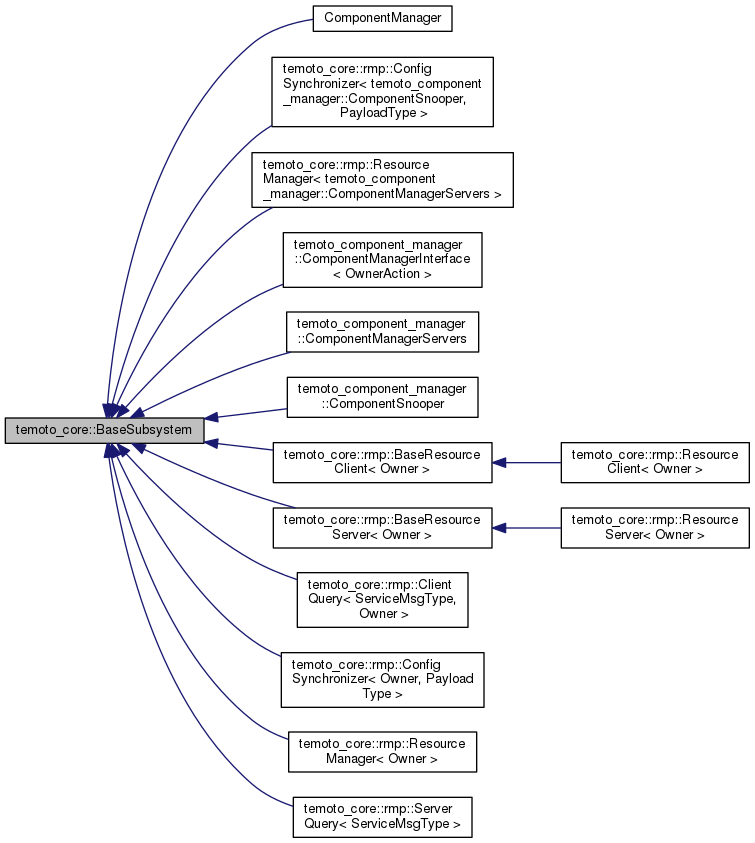 ComponentManager
temoto_core::rmp::Config
Synchronizer< temoto_component
_manager::ComponentSnooper,
PayloadType >
temoto_core::rmp::Resource
Manager< temoto_component
_manager::ComponentManagerServers >
temoto_component_manager
::ComponentManagerInterface
< OwnerAction >
temoto_component_manager
::ComponentManagerServers
temoto_component_manager
::ComponentSnooper
temoto_core::BaseSubsystem
temoto_core::rmp::BaseResource
Client< Owner >
temoto_core::rmp::Resource
Client< Owner >
temoto_core::rmp::BaseResource
Server< Owner >
temoto_core::rmp::Resource
Server< Owner >
temoto_core::rmp::Client
Query< ServiceMsgType,
Owner >
temoto_core::rmp::Config
Synchronizer< Owner, Payload
Type >
temoto_core::rmp::Resource
Manager< Owner >
temoto_core::rmp::Server
Query< ServiceMsgType >